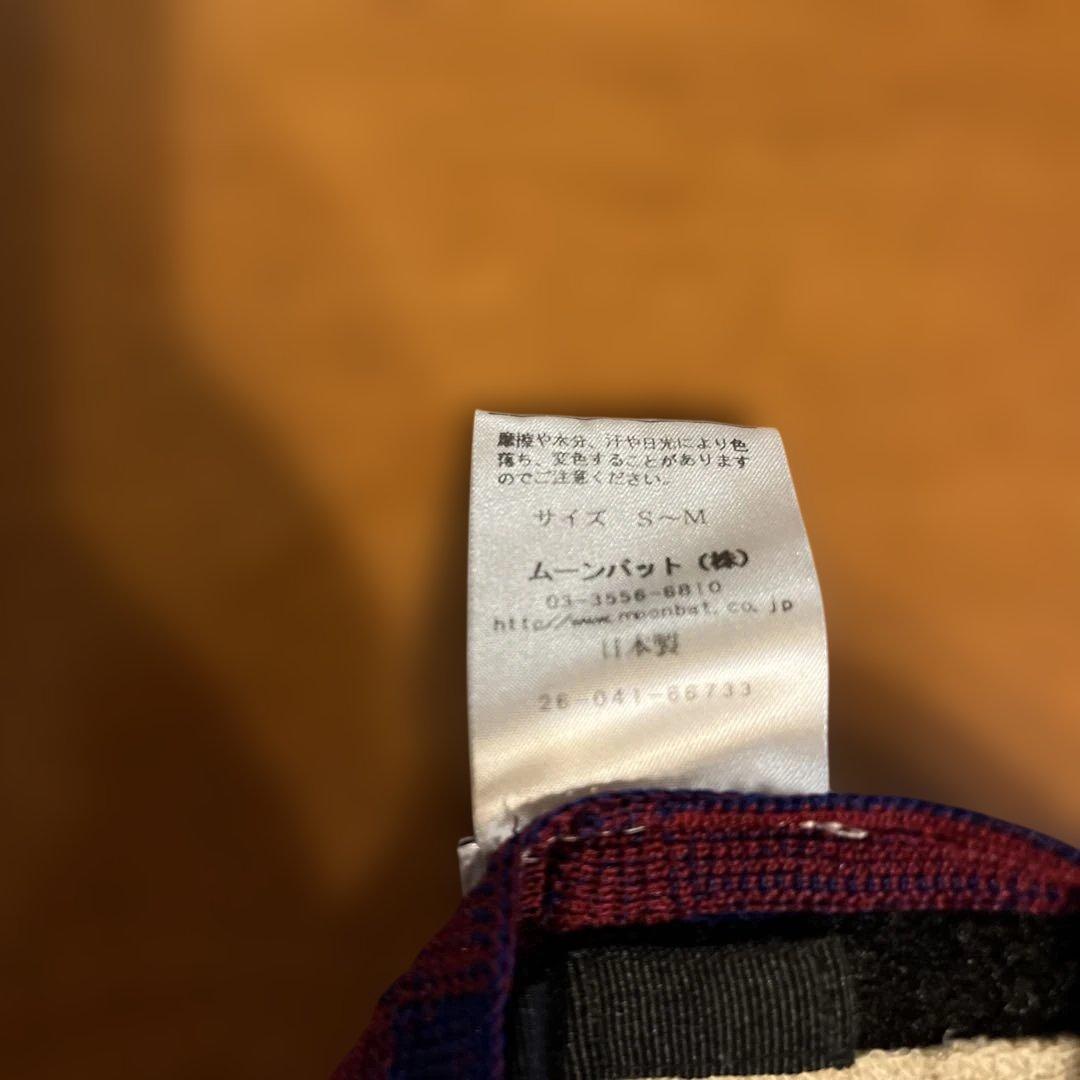 摩擦や水分、汗や日光により色
落ち、変色することがあります
のでご注意ください。
サイズ S～M
ムーンバット（株）
03-3556-6810
http://www.moonbat.co.jp
日本製
26-041-66733